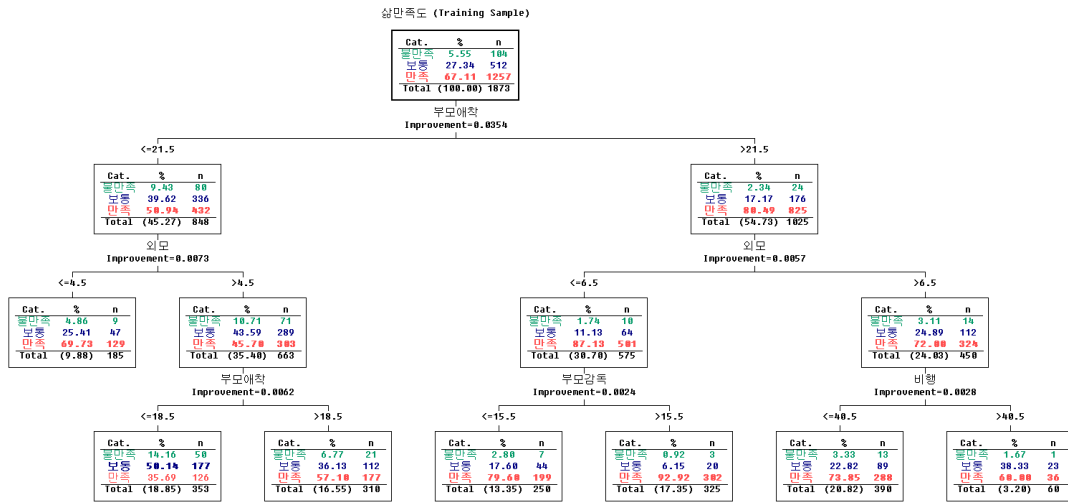 삶만족도 (Training Sample)
Cat. % n
불만족 5.55 104
보통 27.34 512
만족 67.11 1257
Total (100.00) 1873
부모애착
Improvement=0.0354
<=21.5 >21.5
Cat. % n
불만족 9.43 80
보통 39.62 336
만족 50.94 432
Total (45.27) 848
외모
Improvement=0.0073
Cat. % n
불만족 2.34 24
보통 17.17 176
만족 80.49 825
Total (54.73) 1025
외모
Improvement=0.0057
<=4.5 >4.5 <=6.5 >6.5
Cat. % n
불만족 4.86 9
보통 25.41 47
만족 69.73 129
Total (9.88) 185
Cat. % n
불만족 10.71 71
보통 43.59 289
만족 45.70 303
Total (35.40) 663
부모애착
Improvement=0.0062
Cat. % n
불만족 1.74 10
보통 11.13 64
만족 87.13 501
Total (30.70) 575
부모감독
Improvement=0.0024
Cat. % n
불만족 3.11 14
보통 24.89 112
만족 72.00 324
Total (24.03) 450
비행
Improvement=0.0028
<=18.5 >18.5 <=15.5 >15.5 <=40.5 >40.5
Cat. % n
불만족 14.16 50
보통 50.14 177
만족 35.69 126
Total (18.85) 353
Cat. % n
불만족 6.77 21
보통 36.13 112
만족 57.10 177
Total (16.55) 310
Cat. % n
불만족 2.80 7
보통 17.60 44
만족 79.60 199
Total (13.35) 250
Cat. % n
불만족 0.92 3
보통 6.15 20
만족 92.92 302
Total (17.35) 325
Cat. % n
불만족 3.33 13
보통 22.82 89
만족 73.85 288
Total (20.82) 390
Cat. % n
불만족 1.67 1
보통 38.33 23
만족 60.00 36
Total (3.20) 60